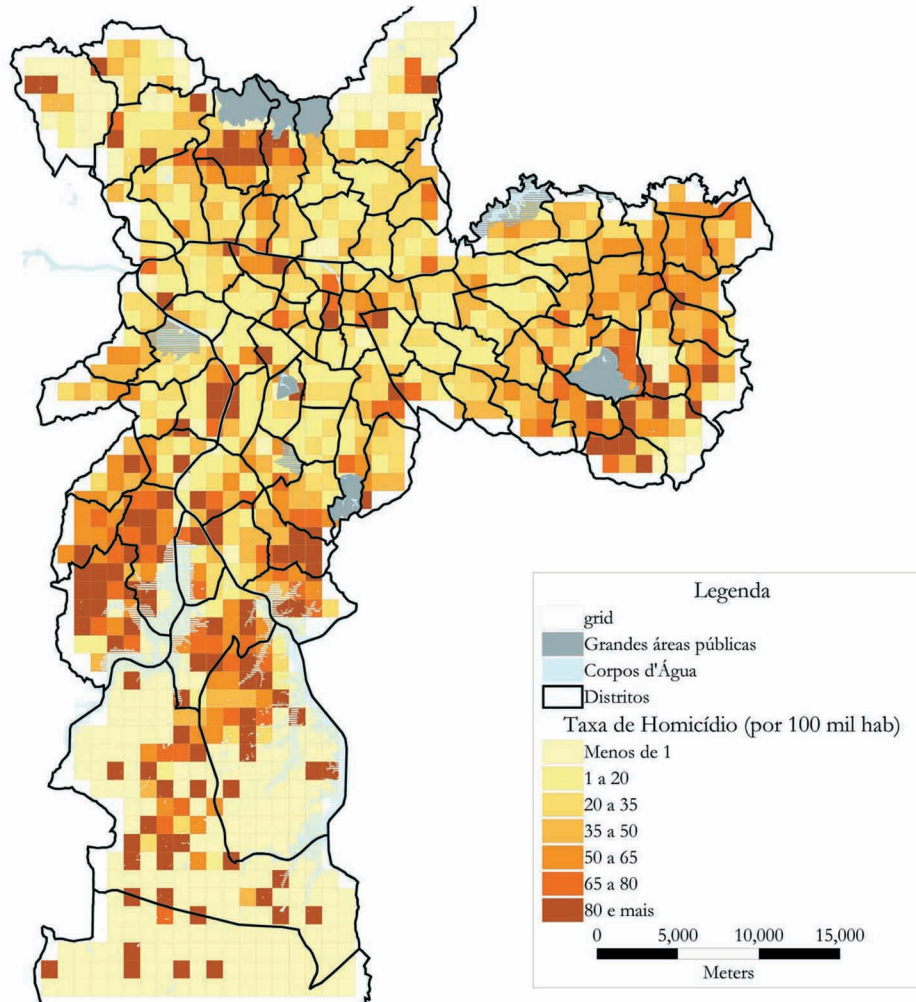 Legenda
grid
Grandes áreas públicas
Corpos d'Água
Distritos
Taxa de Homicídio (por 100 mil hab)
Menos de 1
1 a 20
20 a 35
35 a 50
50 a 65
65 a 80
80 e mais
0 5,000 10,000 15,000
Meters